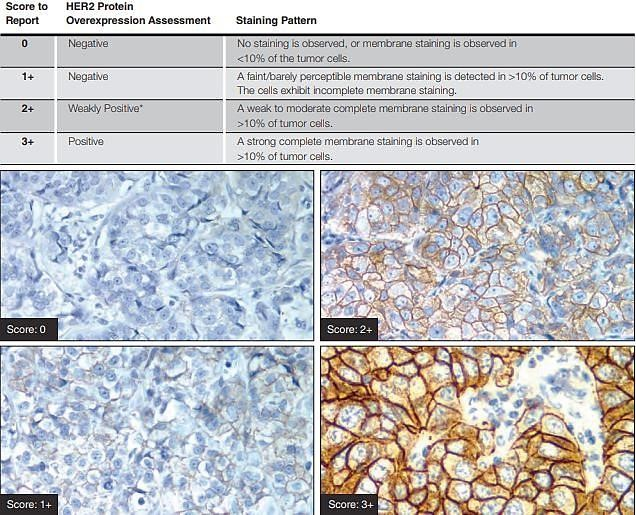 Score to Report
HER2 Protein Overexpression Assessment
Staining Pattern
0
Negative
No staining is observed, or membrane staining is observed in
<10% of the tumor cells.
1+
Negative
A faint/barely perceptible membrane staining is detected in >10% of tumor cells.
The cells exhibit incomplete membrane staining.
2+
Weakly Positive*
A weak to moderate complete membrane staining is observed in
>10% of tumor cells.
3+
Positive
A strong complete membrane staining is observed in
>10% of tumor cells.
Score: 0
Score: 2+
Score: 1+
Score: 3+